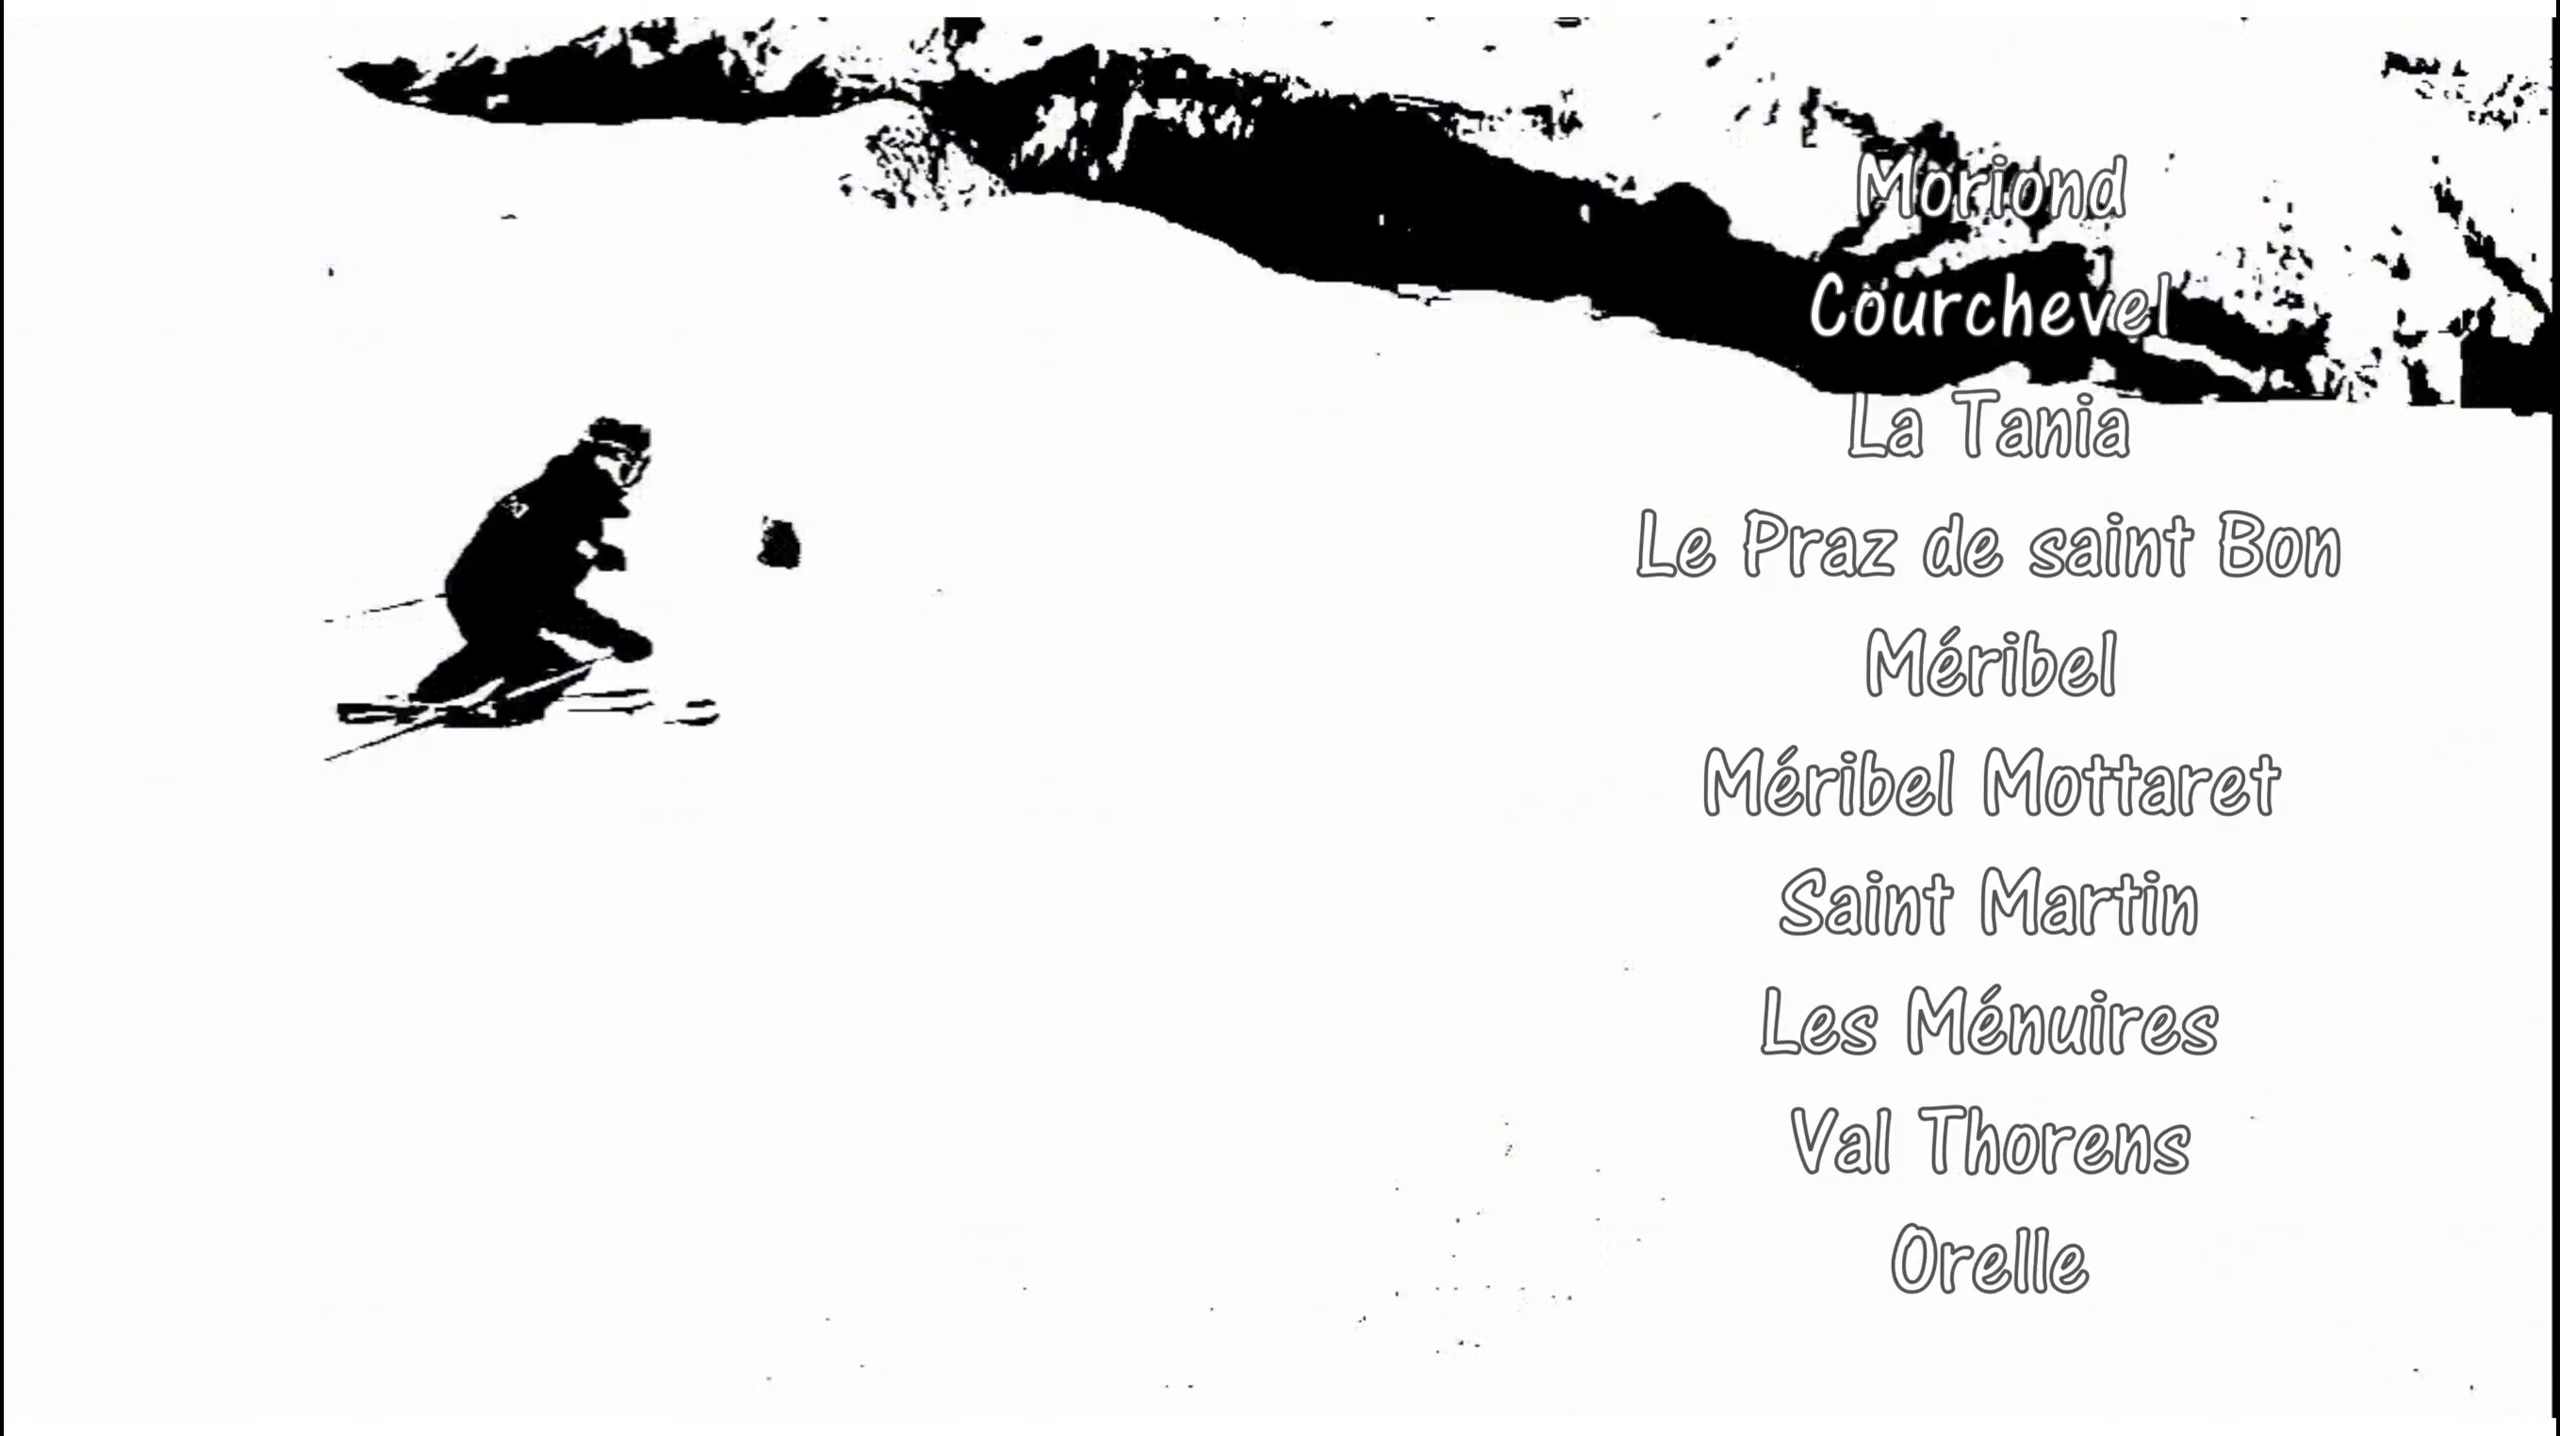 Moriond
Courchevel
La Tania
Le Praz de saint Bon
Méribel
Méribel Mottaret
Saint Martin
Les Ménuires
Val Thorens
Orelle